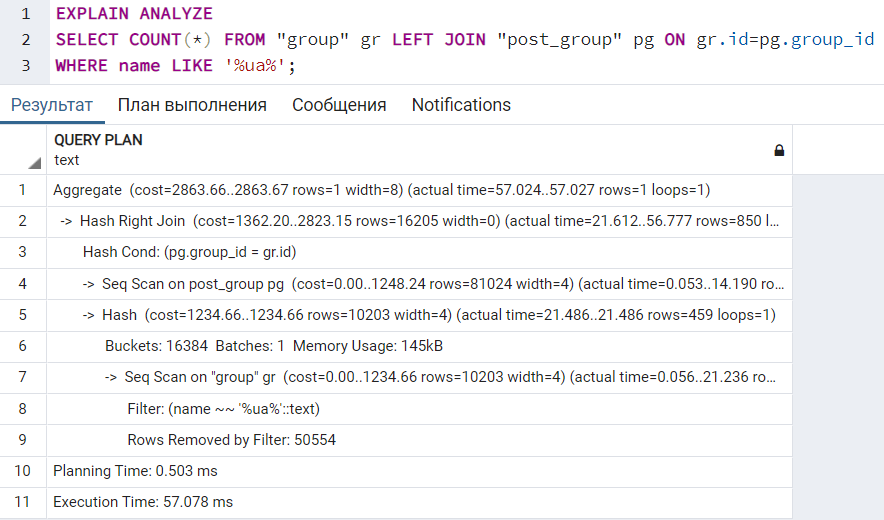 1 EXPLAIN ANALYZE
2 SELECT COUNT(*) FROM "group" gr LEFT JOIN "post_group" pg ON gr.id=pg.group_id
3 WHERE name LIKE '%ua%';
Результат План выполнения Сообщения Notifications
QUERY PLAN
text
1 Aggregate (cost=2863.66..2863.67 rows=1 width=8) (actual time=57.024..57.027 rows=1 loops=1)
2 -> Hash Right Join (cost=1362.20..2823.15 rows=16205 width=0) (actual time=21.612..56.777 rows=850 l...
3 Hash Cond: (pg.group_id = gr.id)
4 -> Seq Scan on post_group pg (cost=0.00..1248.24 rows=81024 width=4) (actual time=0.053..14.190 ro...
5 -> Hash (cost=1234.66..1234.66 rows=10203 width=4) (actual time=21.486..21.486 rows=459 loops=1)
6 Buckets: 16384 Batches: 1 Memory Usage: 145kB
7 -> Seq Scan on "group" gr (cost=0.00..1234.66 rows=10203 width=4) (actual time=0.056..21.236 ro...
8 Filter: (name ~~ '%ua%'::text)
9 Rows Removed by Filter: 50554
10 Planning Time: 0.503 ms
11 Execution Time: 57.078 ms